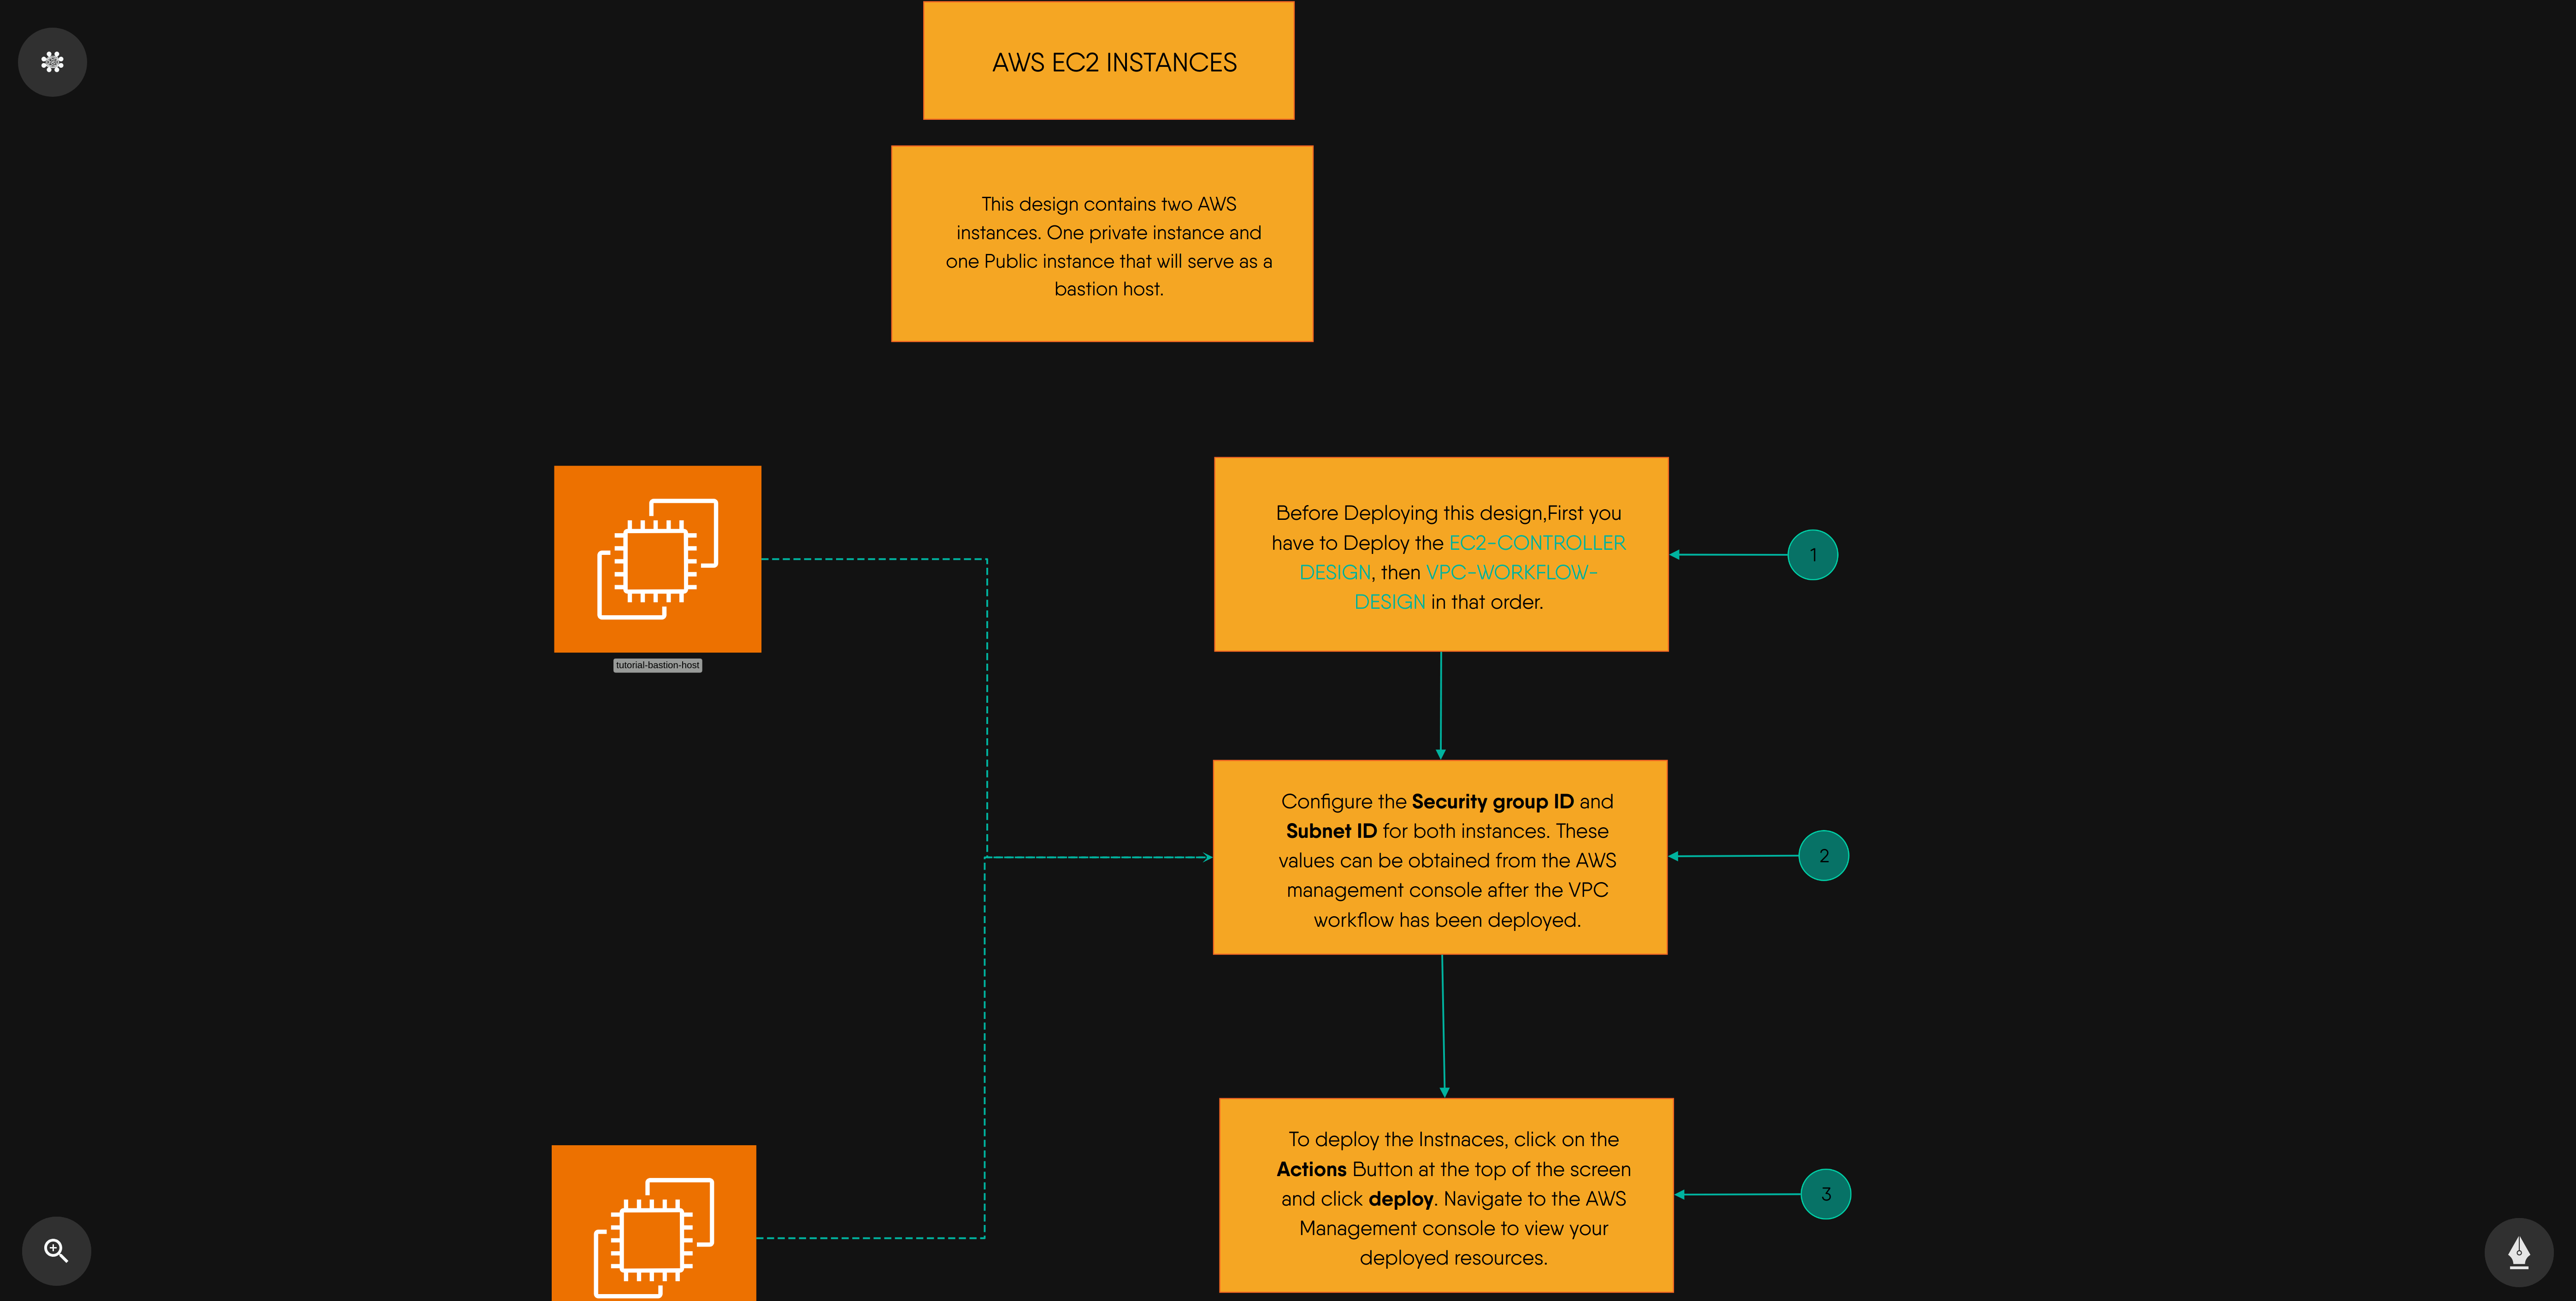 AWS EC2 INSTANCES
This design contains two AWS
instances. One private instance and
one Public instance that will serve as a
bastion host.
tutorial-bastion-host
Before Deploying this design,First you
have to Deploy the EC2-CONTROLLER
DESIGN, then VPC-WORKFLOW-
DESIGN in that order.
1
Configure the Security group ID and
Subnet ID for both instances. These
values can be obtained from the AWS
management console after the VPC
workflow has been deployed.
2
To deploy the Instnaces, click on the
Actions Button at the top of the screen
and click deploy. Navigate to the AWS
Management console to view your
deployed resources.
3